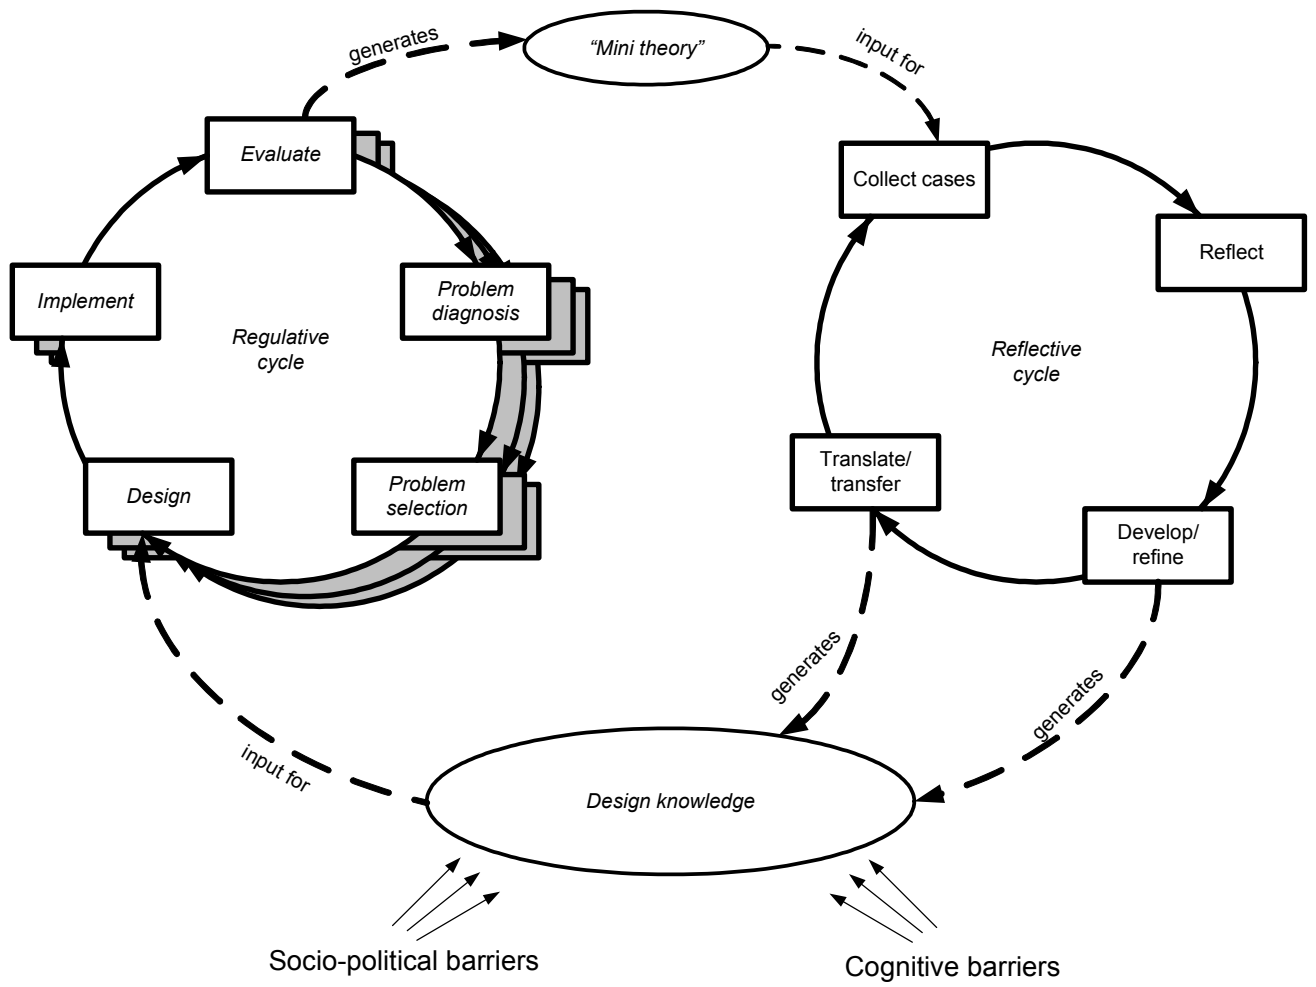 generates
“Mini theory”
input for
Evaluate
Collect cases
Implement
Problem
diagnosis
Reflect
Regulative
cycle
Reflective
cycle
Design
Problem
selection
Translate/
transfer
Develop/
refine
generates
generates
input for
Design knowledge
Socio-political barriers
Cognitive barriers